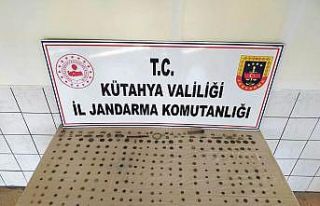 T.C.
KÜTAHYA VALİLİĞİ
İL JANDARMA KOMUTANLIĞI